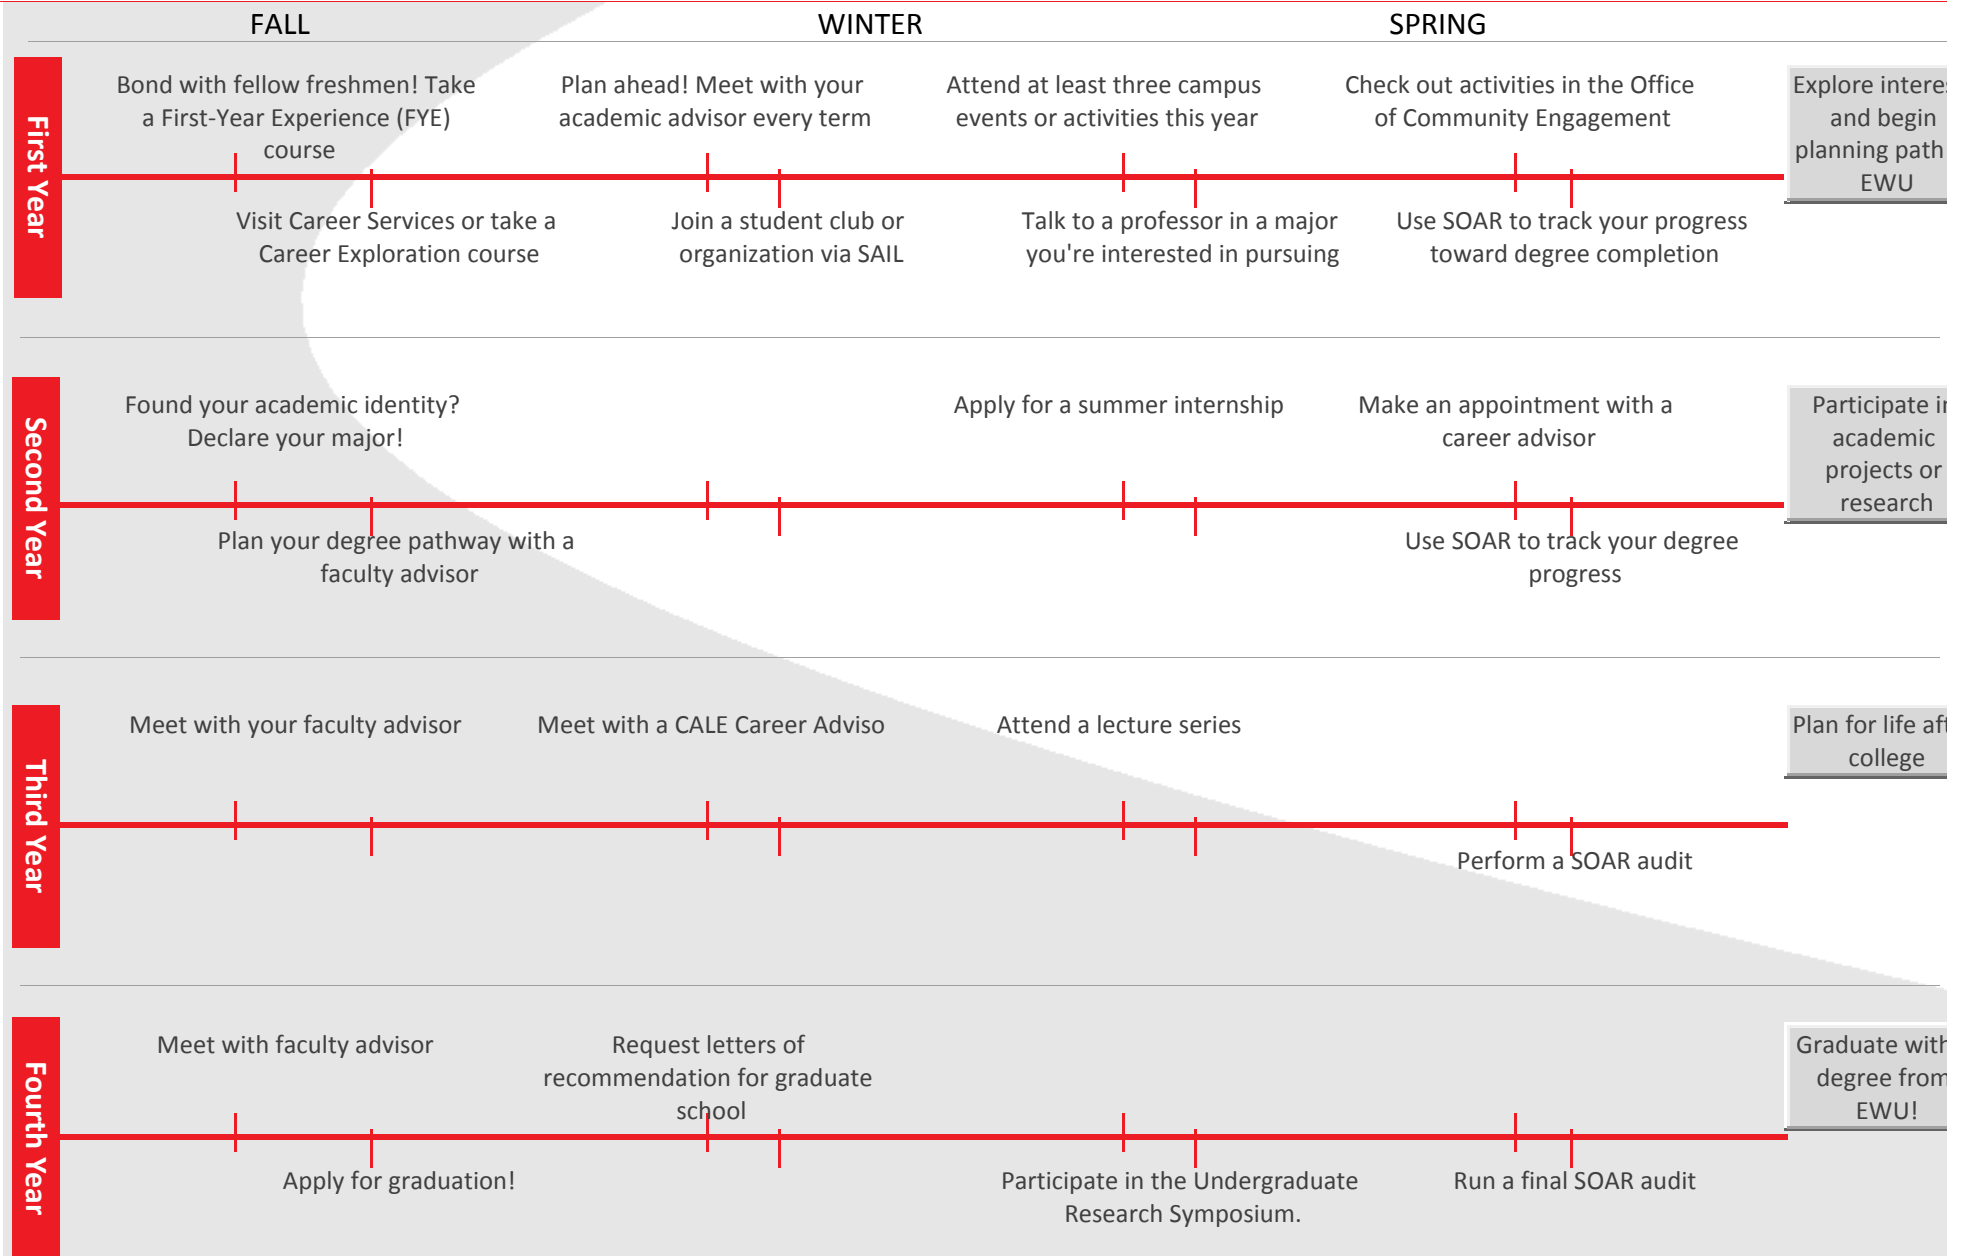 FALL
WINTER
SPRING
First Year
Bond with fellow freshmen! Take
a First-Year Experience (FYE)
course
Plan ahead! Meet with your
academic advisor every term
Attend at least three campus
events or activities this year
Check out activities in the Office
of Community Engagement
Explore interes
and begin
planning path
EWU
Visit Career Services or take a
Career Exploration course
Join a student club or
organization via SAIL
Talk to a professor in a major
you're interested in pursuing
Use SOAR to track your progress
toward degree completion
Second Year
Found your academic identity?
Declare your major!
Apply for a summer internship
Make an appointment with a
career advisor
Participate in
academic
projects or
research
Plan your degree pathway with a
faculty advisor
Use SOAR to track your degree
progress
Third Year
Meet with your faculty advisor
Meet with a CALE Career Adviso
Attend a lecture series
Plan for life aft
college
Perform a SOAR audit
Fourth Year
Meet with faculty advisor
Request letters of
recommendation for graduate
school
Graduate with
degree from
EWU!
Apply for graduation!
Participate in the Undergraduate
Research Symposium.
Run a final SOAR audit